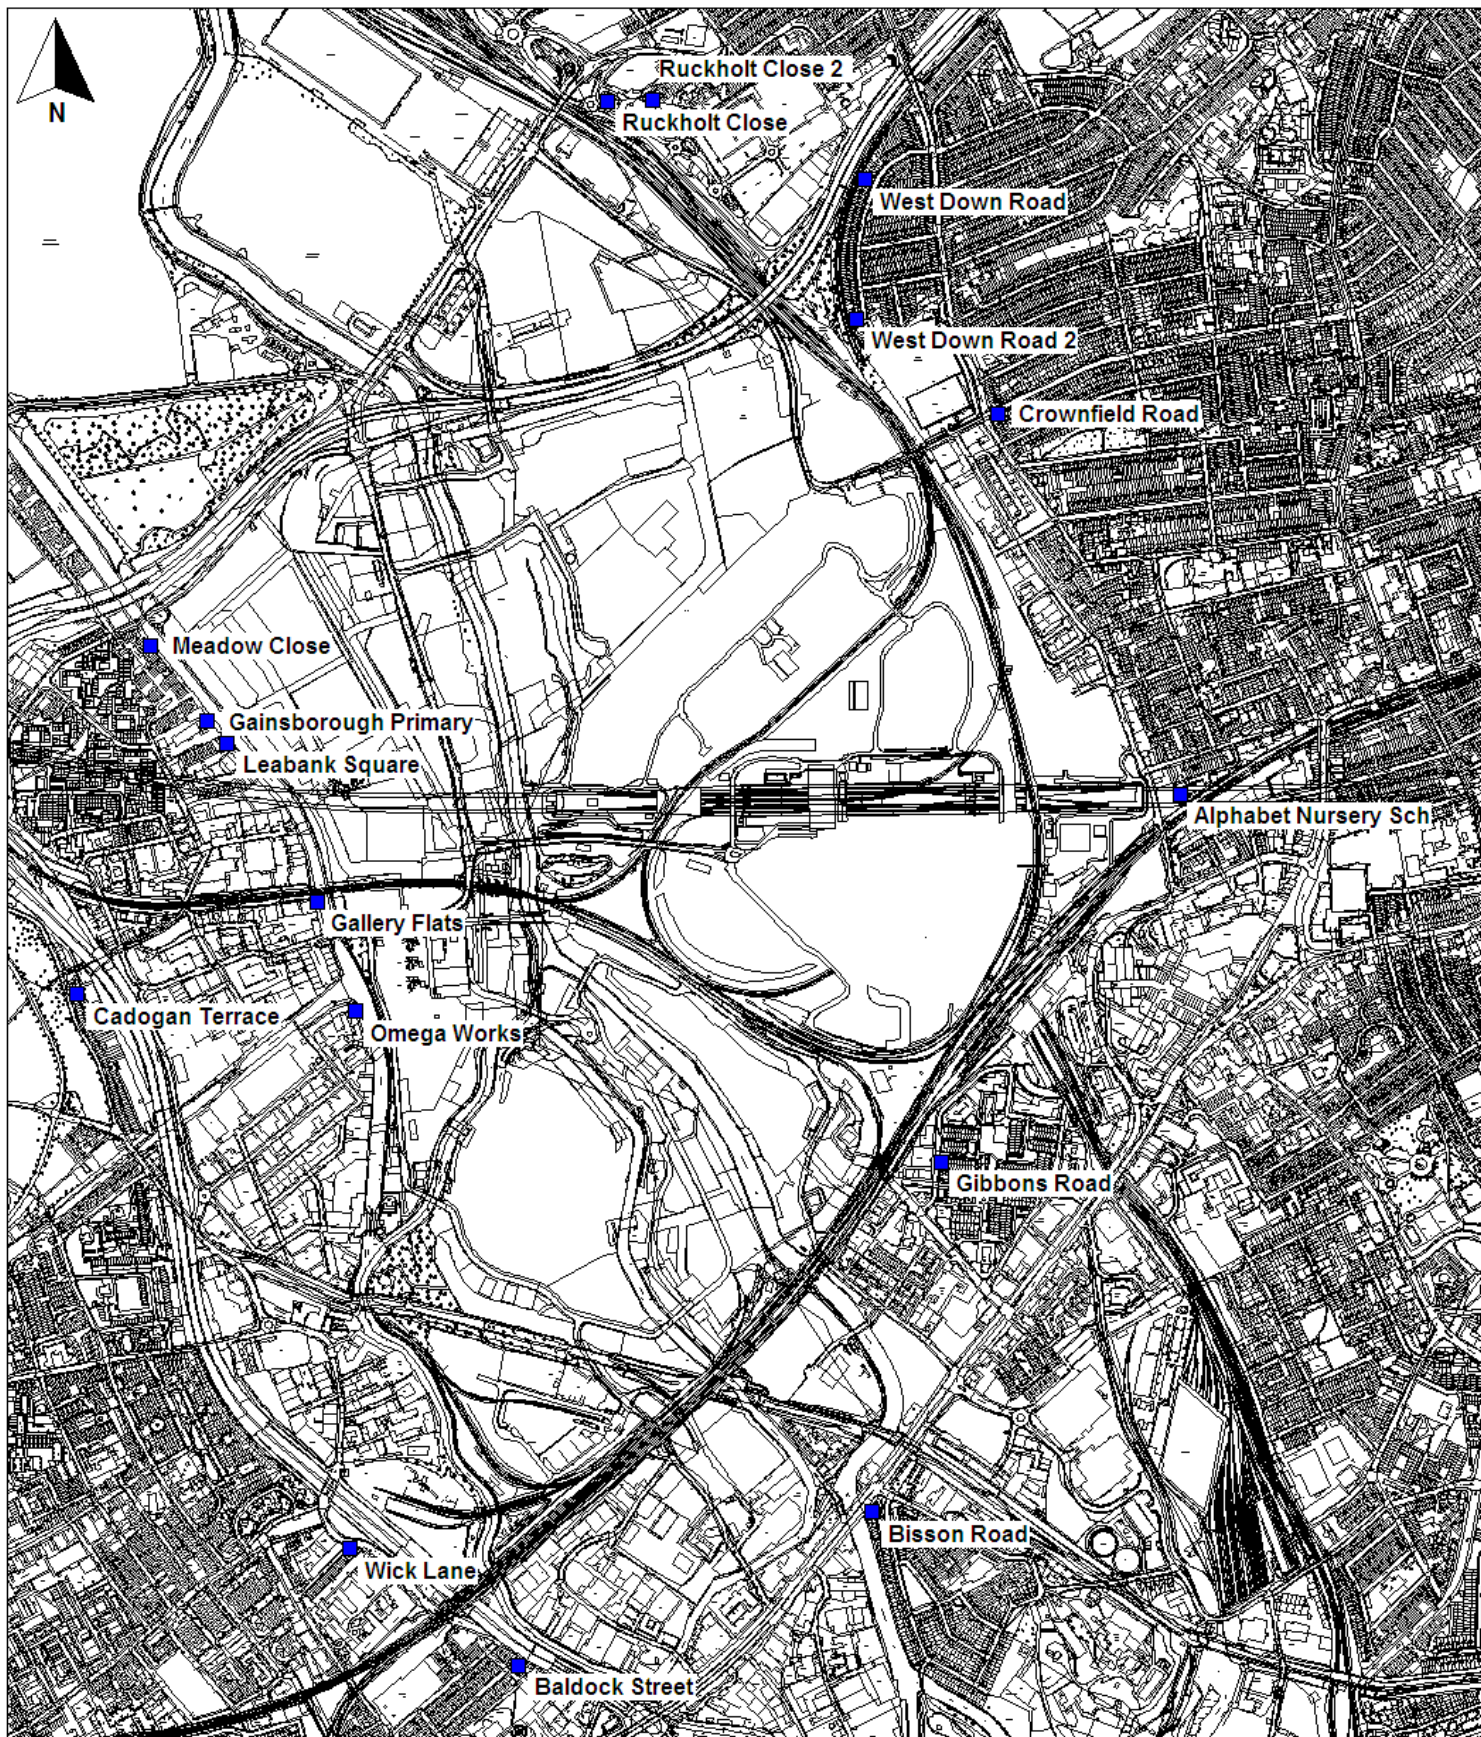 Ruckholt Close 2
N
Ruckholt Close
West Down Road
West Down Road 2
Crownfield Road
Meadow Close
Gainsborough Primary
Leabank Square
Alphabet Nursery Sch.
Gallery Flats
Cadogan Terrace
Omega Works
Gibbons Road
Bisson Road
Wick Lane
Baldock Street